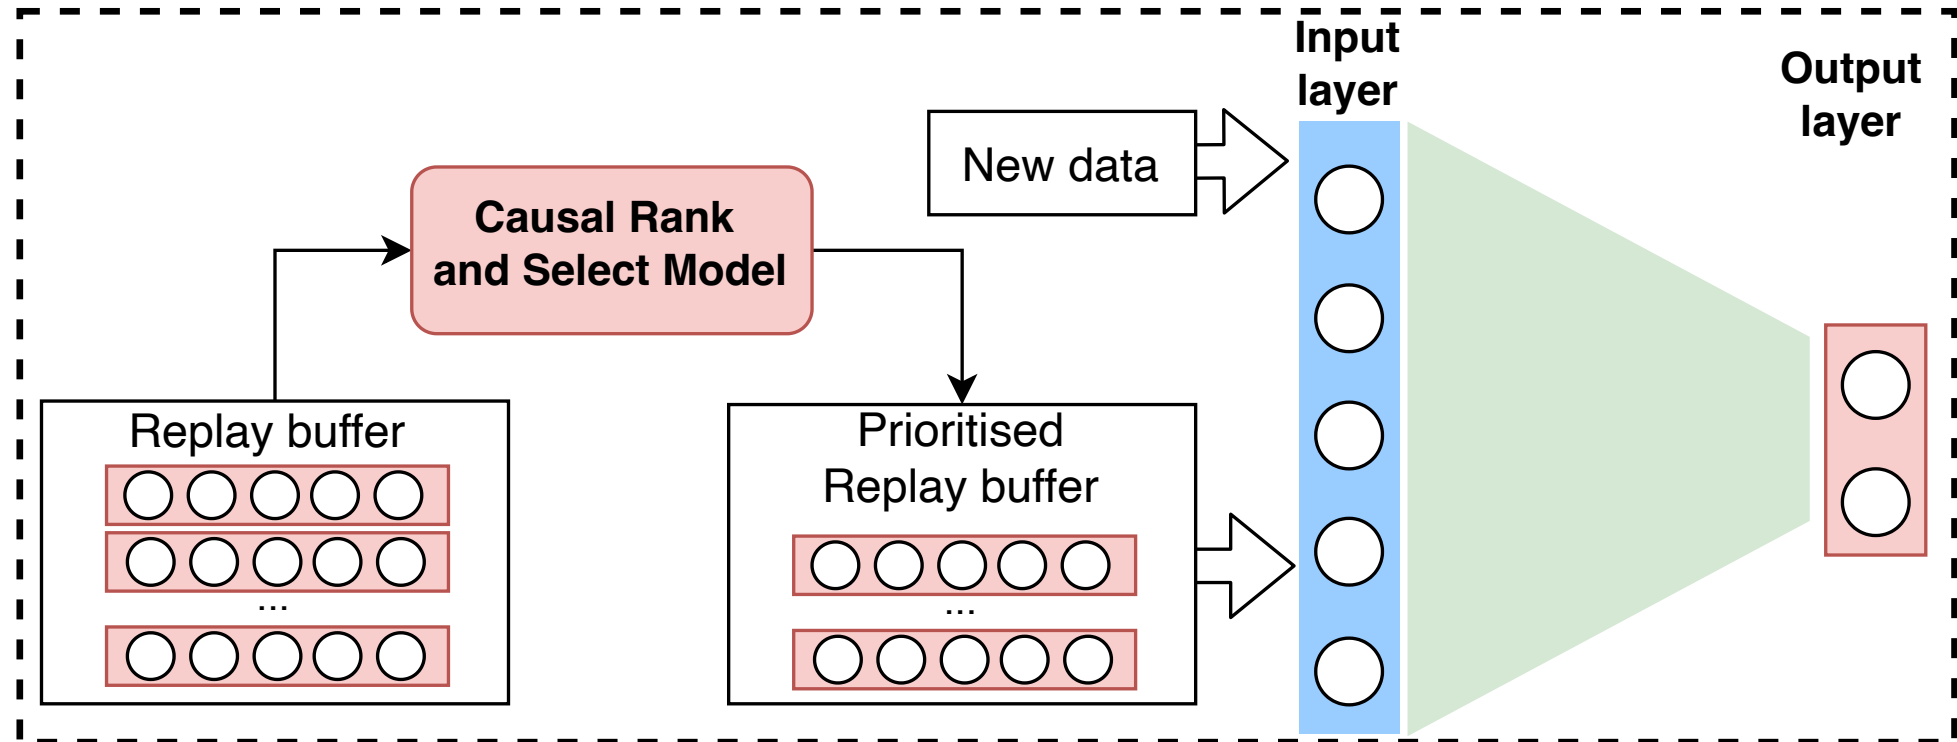 Input
layer
Output
layer
New data
Causal Rank
and Select Model
Replay buffer
...
Prioritised
Replay buffer
...